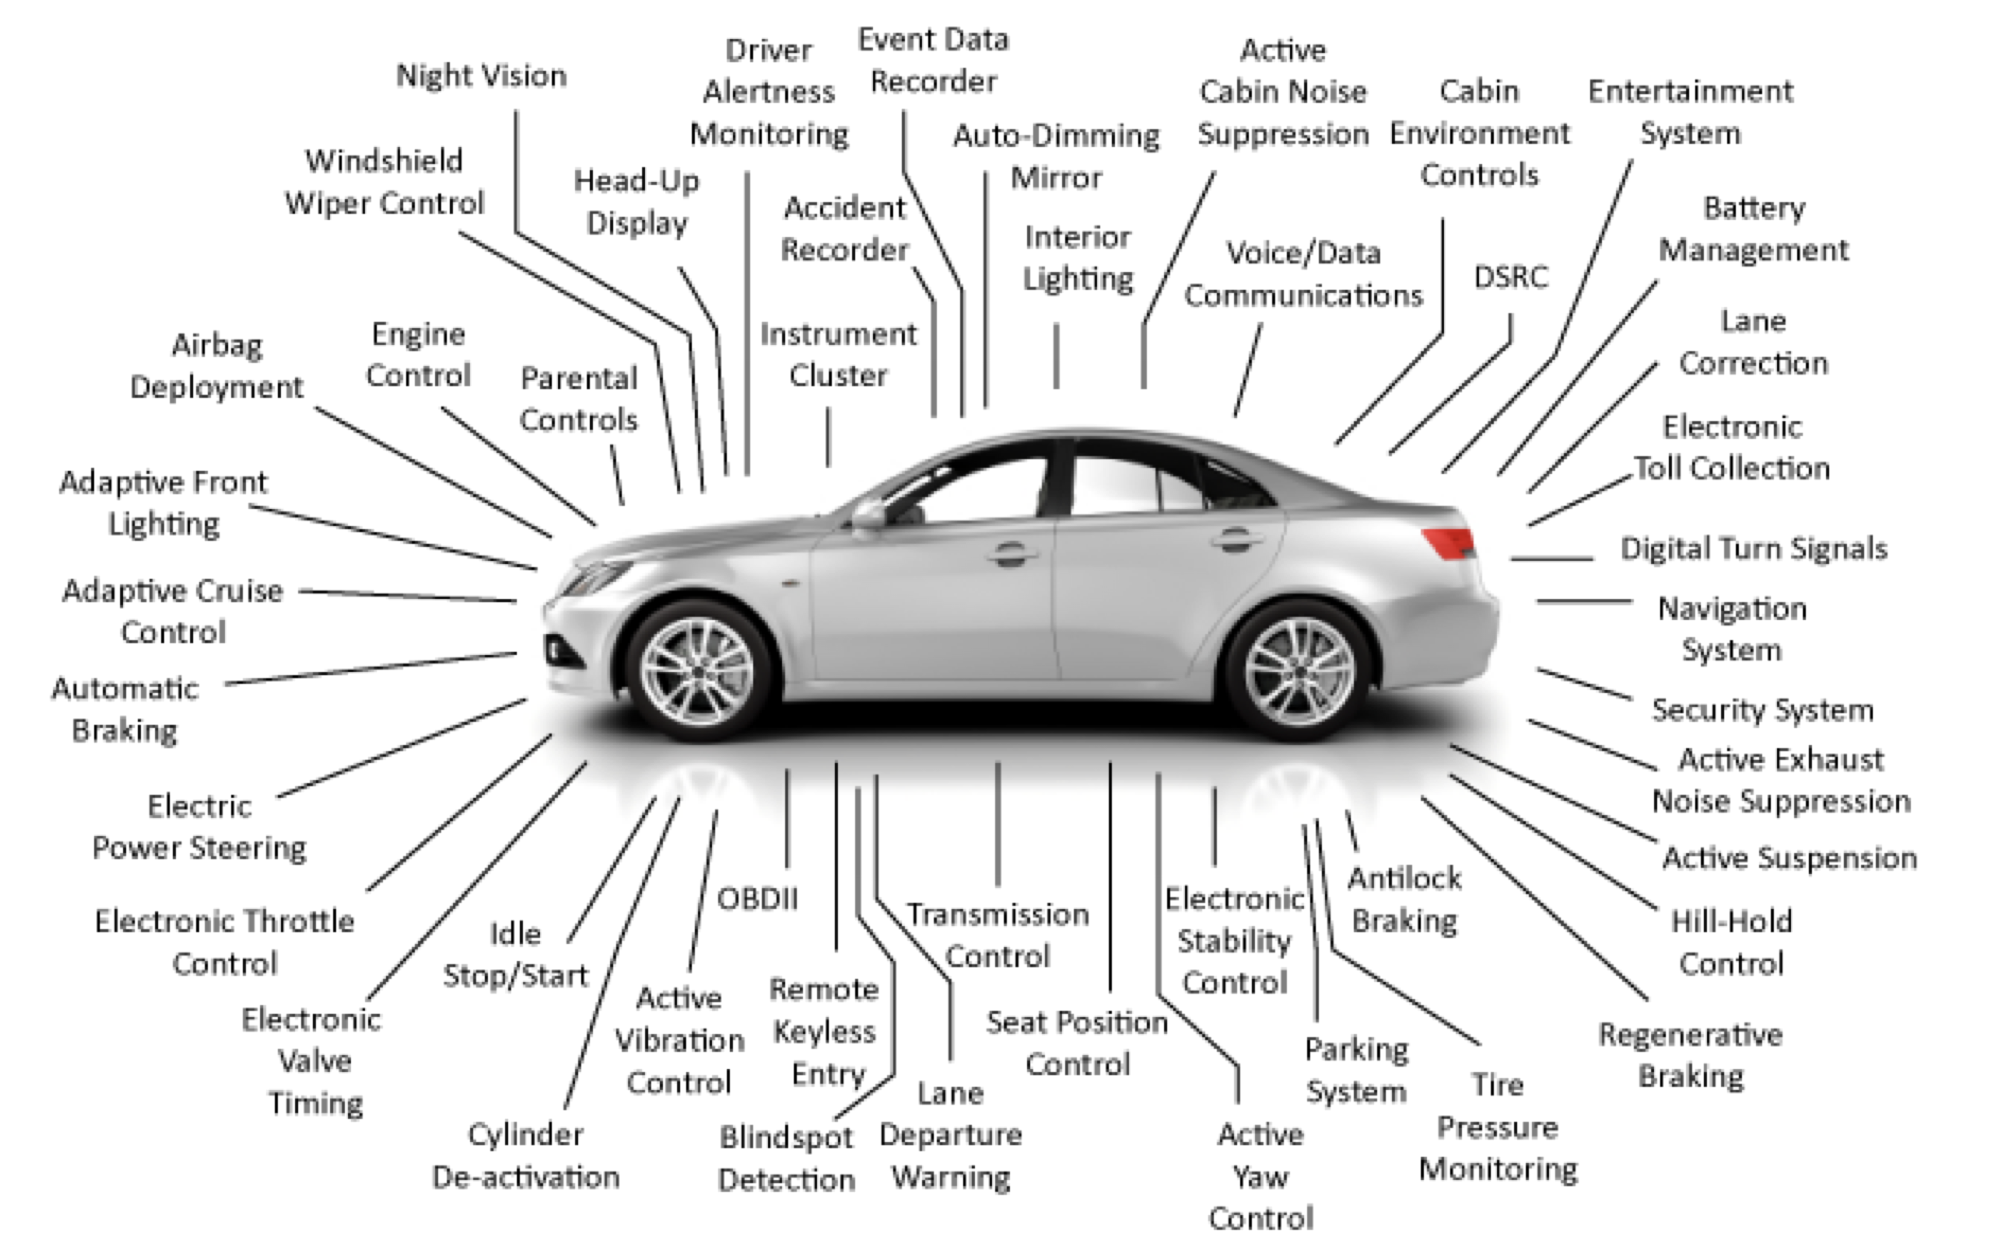 Night Vision
Driver
Alertness
Monitoring
Event Data
Recorder
Active
Cabin Noise
Suppression
Cabin
Environment
Controls
Entertainment
System
Windshield
Wiper Control
Head-Up
Display
Accident
Recorder
Auto-Dimming
Mirror
Interior
Lighting
Voice/Data
Communications
DSRC
Battery
Management
Airbag
Deployment
Engine
Control
Parental
Controls
Instrument
Cluster
Lane
Correction
Electronic
Toll Collection
Adaptive Front
Lighting
Digital Turn Signals
Adaptive Cruise
Control
Navigation
System
Automatic
Braking
Security System
Active Exhaust
Noise Suppression
Electric
Power Steering
Active Suspension
Electronic Throttle
Control
Idle
Stop/Start
OBDII
Transmission
Control
Electronic
Stability
Control
Antilock
Braking
Hill-Hold
Control
Electronic
Valve
Timing
Active
Vibration
Control
Remote
Keyless
Entry
Seat Position
Control
Parking
System
Regenerative
Braking
Cylinder
De-activation
Blindspot
Detection
Lane
Departure
Warning
Active
Yaw
Control
Tire
Pressure
Monitoring